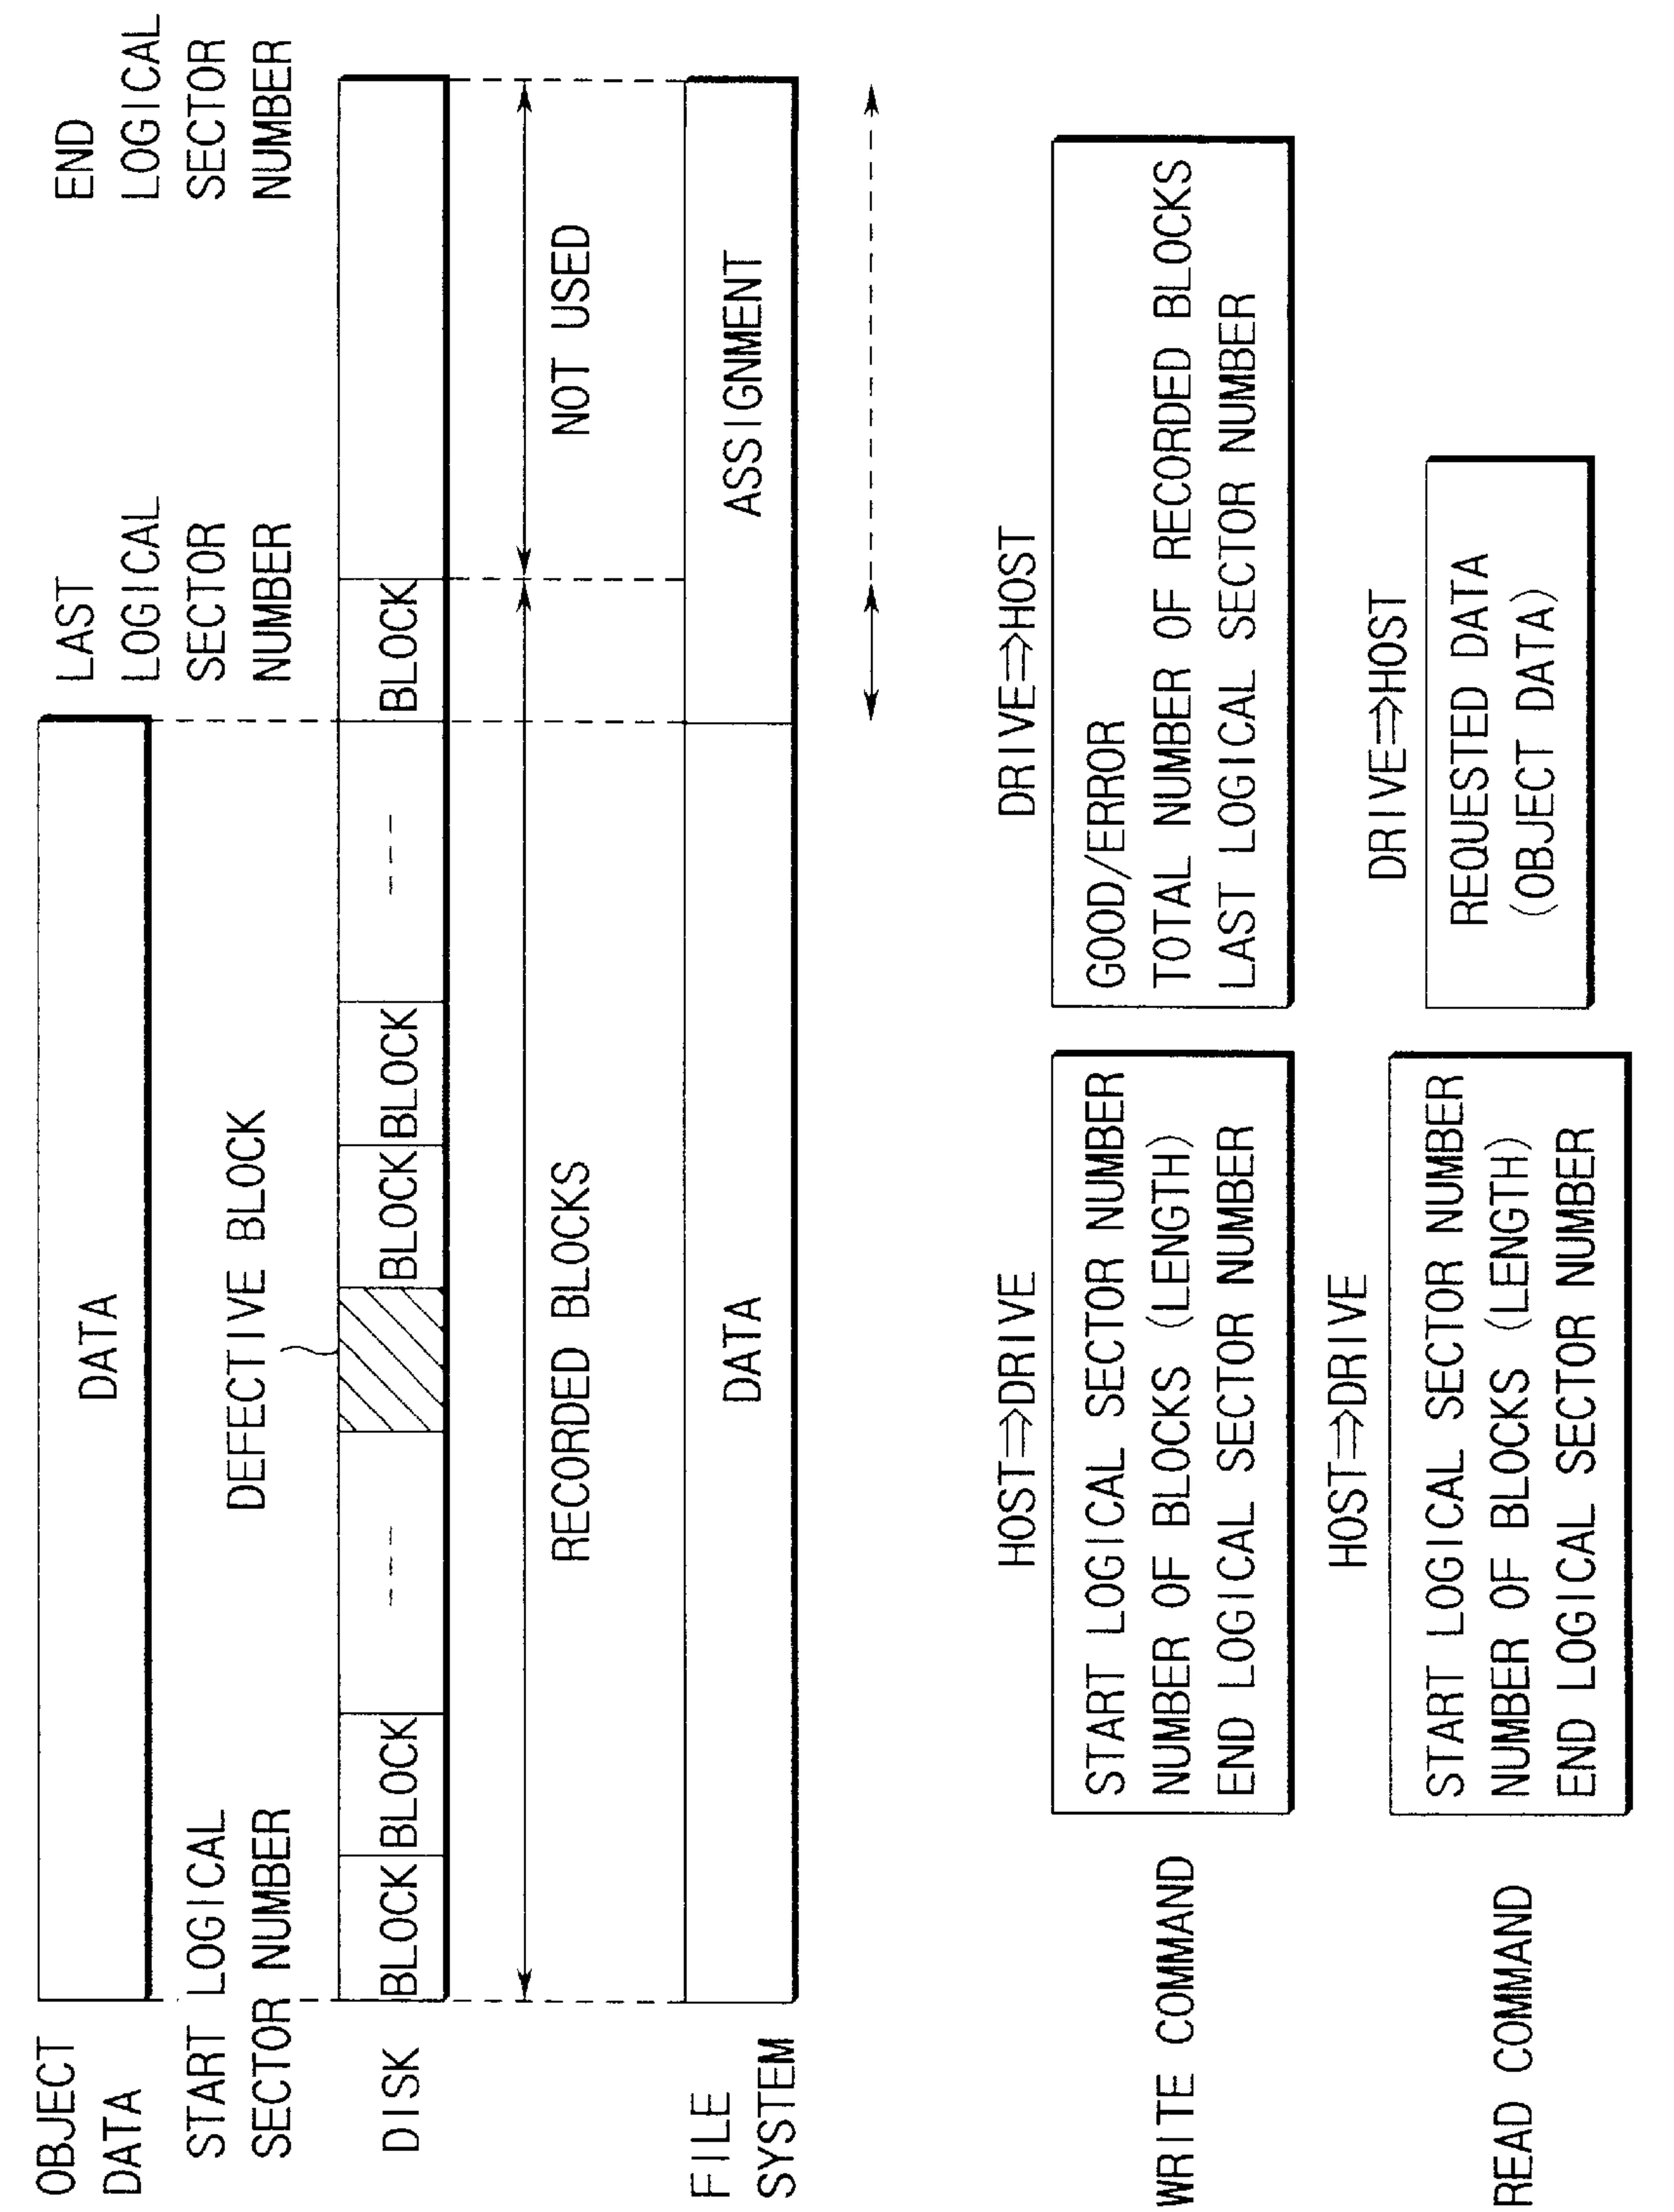 OBJECT
DATA
DATA
START LOGICAL
SECTOR NUMBER
DEFECTIVE BLOCK
LAST
LOGICAL
SECTOR
NUMBER
END
LOGICAL
SECTOR
NUMBER
DISK
BLOCK BLOCK --- BLOCK BLOCK --- BLOCK
RECORDED BLOCKS
NOT USED
FILE
SYSTEM
DATA
ASSIGNMENT
WRITE COMMAND
HOST⇒DRIVE
START LOGICAL SECTOR NUMBER
NUMBER OF BLOCKS (LENGTH)
END LOGICAL SECTOR NUMBER
DRIVE⇒HOST
GOOD/ERROR
TOTAL NUMBER OF RECORDED BLOCKS
LAST LOGICAL SECTOR NUMBER
READ COMMAND
HOST⇒DRIVE
START LOGICAL SECTOR NUMBER
NUMBER OF BLOCKS (LENGTH)
END LOGICAL SECTOR NUMBER
DRIVE⇒HOST
REQUESTED DATA
(OBJECT DATA)